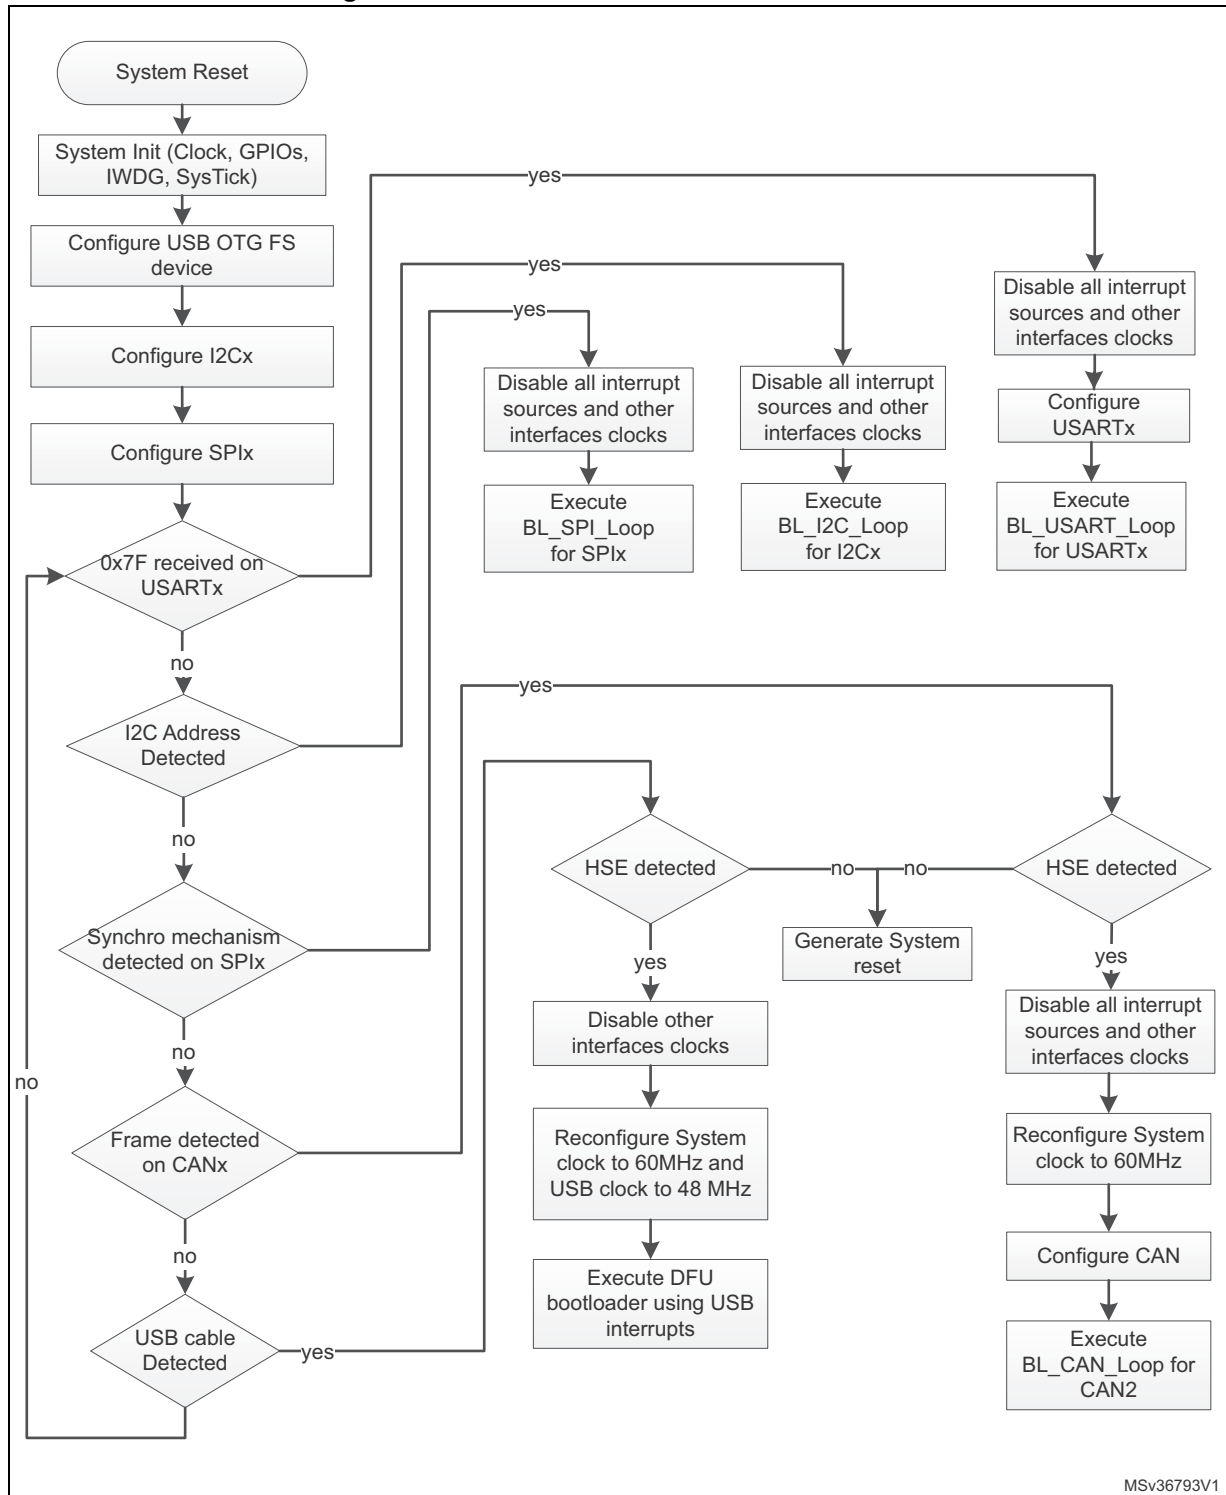 System Reset
System Init (Clock, GPIOs,
IWDG, SysTick)
Configure USB OTG FS
device
Configure I2Cx
Configure SPIx
0x7F received on
USARTx
no
I2C Address
Detected
no
Synchro mechanism
detected on SPIx
no
Frame detected
on CANx
no
USB cable
Detected
yes
no
yes
yes
yes
Disable all interrupt
sources and other
interfaces clocks
Execute
BL_SPI_Loop
for SPIx
Disable all interrupt
sources and other
interfaces clocks
Execute
BL_I2C_Loop
for I2Cx
Disable all interrupt
sources and other
interfaces clocks
Configure
USARTx
Execute
BL_USART_Loop
for USARTx
yes
HSE detected
no
no
HSE detected
Generate System
reset
yes
Disable other
interfaces clocks
Reconfigure System
clock to 60MHz and
USB clock to 48 MHz
Execute DFU
bootloader using USB
interrupts
yes
Disable all interrupt
sources and other
interfaces clocks
Reconfigure System
clock to 60MHz
Configure CAN
Execute
BL_CAN_Loop for
CAN2
MSv36793V1